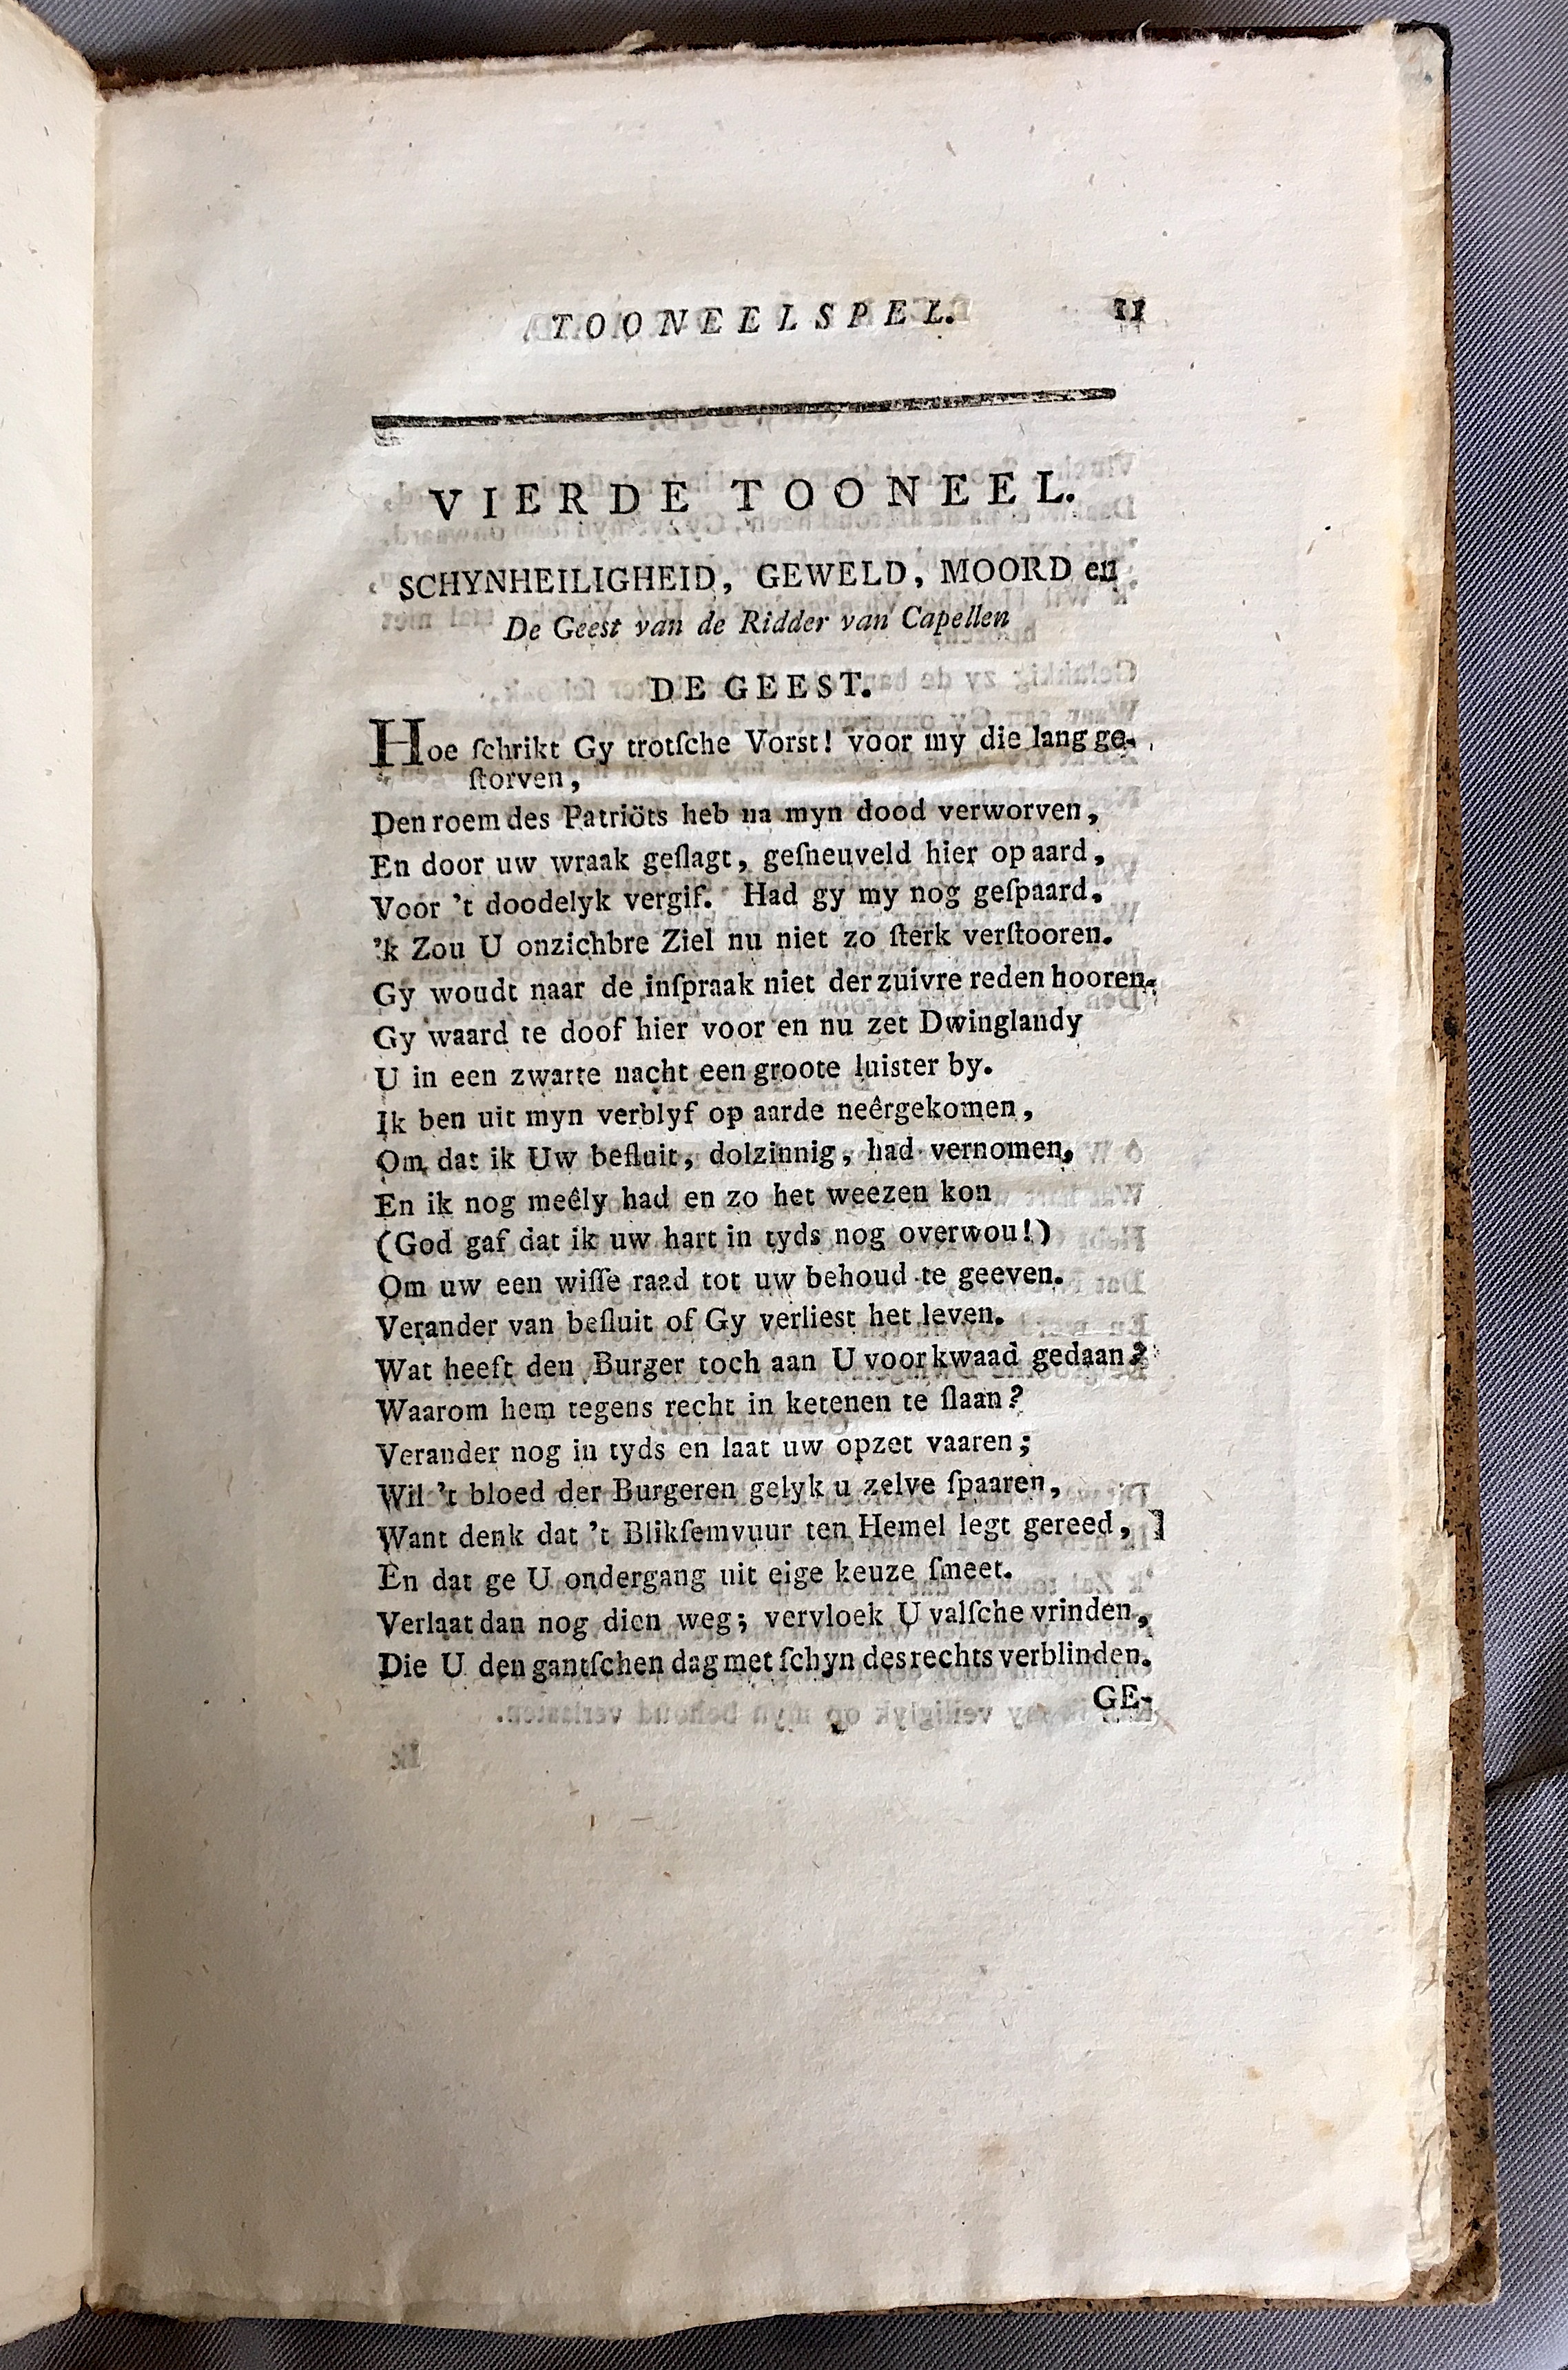 TOONEELSPEL. 11
VIERDE TOONEEL.
SCHYNHEILIGHEID, GEWELD, MOORD en
De Geest van de Ridder van Capellen
DE GEEST.
Hoe ſchrikt Gy trotſche Vorst! voor my die lang ge-
ſtorven,
Den roem des Patriöts heb na myn dood verworven,
En door uw wraak geſlagt, geſneuveld hier op aard,
Voor 't doodelyk vergif. Had gy my nog geſpaard,
'k Zou U onzichbre Ziel nu niet zo ſterk verſtooren.
Gy woudt naar de inſpraak niet der zuivre reden hooren,
Gy waard te doof hier voor en nu zet Dwinglandy
U in een zwarte nacht een groote luister by.
Ik ben uit myn verblyf op aarde neêrgekomen,
Om dat ik Uw beſluit, dolzinnig, had vernomen,
En ik nog meêly had en zo het weezen kon
(God gaf dat ik uw hart in tyds nog overwou!)
Om uw een wiſſe raad tot uw behoud te geeven.
Verander van beſluit of Gy verliest het leven.
Wat heeft den Burger toch aan U voor kwaad gedaan?
Waarom hem tegens recht in ketenen te ſlaan?
Verander nog in tyds en laat uw opzet vaaren;
Wil 't bloed der Burgeren gelyk u zelve ſpaaren,
Want denk dat 't Blikſemvuur ten Hemel legt gereed, ]
En dat ge U ondergang uit eige keuze ſmeet.
Verlaat dan nog dien weg; vervloek U valſche vrinden,
Die U den gantſchen dag met ſchyn des rechts verblinden.
GE-